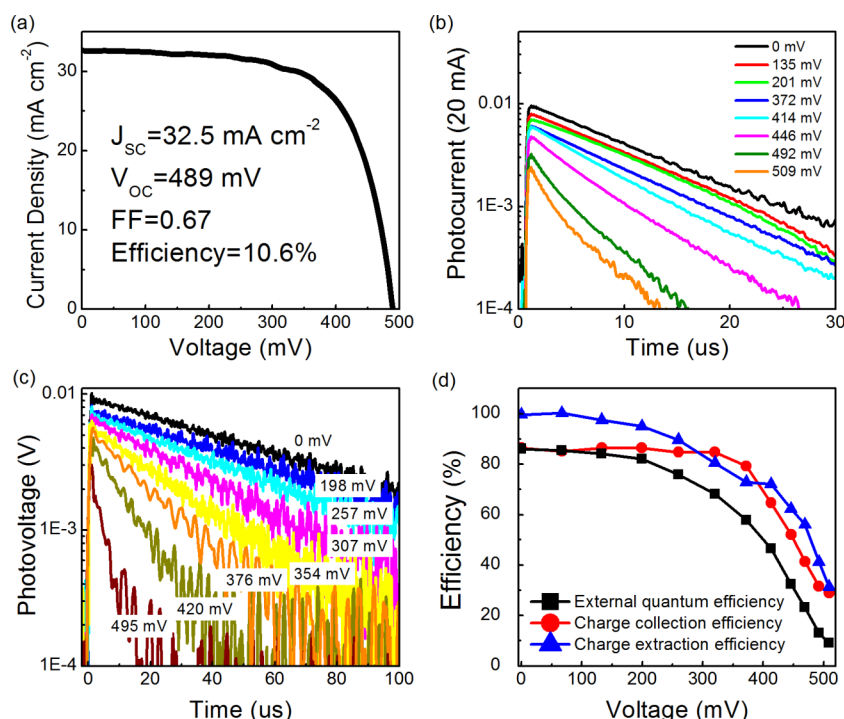 (a)
Current Density (mA cm⁻²)
30
20
10
0
J_SC=32.5 mA cm⁻²
V_OC=489 mV
FF=0.67
Efficiency=10.6%
0 100 200 300 400 500
Voltage (mV)
(b)
Photocurrent (20 mA)
0.01
1E-3
1E-4
0 mV
135 mV
201 mV
372 mV
414 mV
446 mV
492 mV
509 mV
0 10 20 30
Time (us)
(c)
Photovoltage (V)
0.01
1E-3
1E-4
0 mV
198 mV
257 mV
307 mV
354 mV
376 mV
420 mV
495 mV
0 20 40 60 80 100
Time (us)
(d)
Efficiency (%)
100
80
60
40
20
0
External quantum efficiency
Charge collection efficiency
Charge extraction efficiency
0 100 200 300 400 500
Voltage (mV)